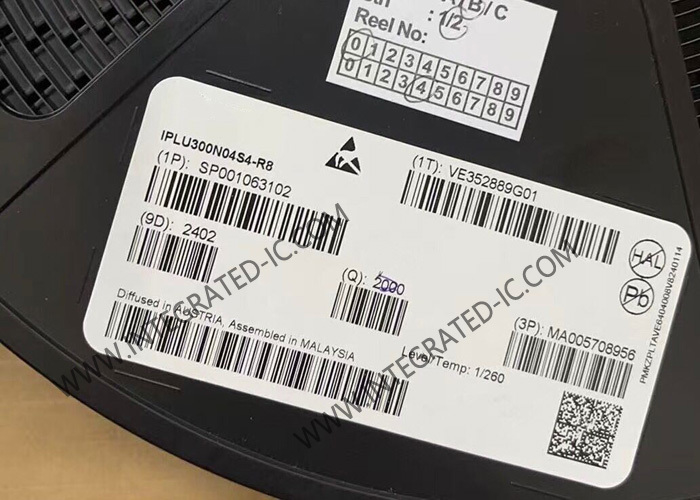 B/C
: 1/2
Reel No:
0 1 2 3 4 5 6 7 8 9
0 1 2 3 4 5 6 7 8 9
IPLU300N04S4-R8
(1P): SP001063102
(1T): VE352889G01
(9D): 2402
(Q): 2000
HAL
Pb
Diffused in AUSTRIA, Assembled in MALAYSIA
Level/Temp: 1/260
(3P): MA005708956
WWW.INTEGRATED-IC.COM
WWW.INTEGRATED-IC.COM